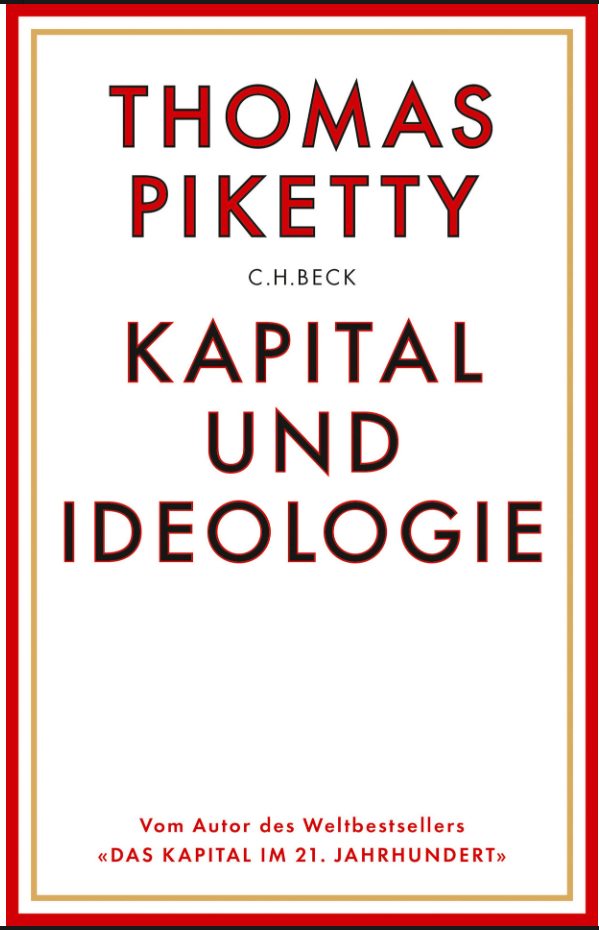 THOMAS
PIKETTY
C.H.BECK
KAPITAL
UND
IDEOLOGIE
Vom Autor des Weltbestsellers
«DAS KAPITAL IM 21. JAHRHUNDERT»